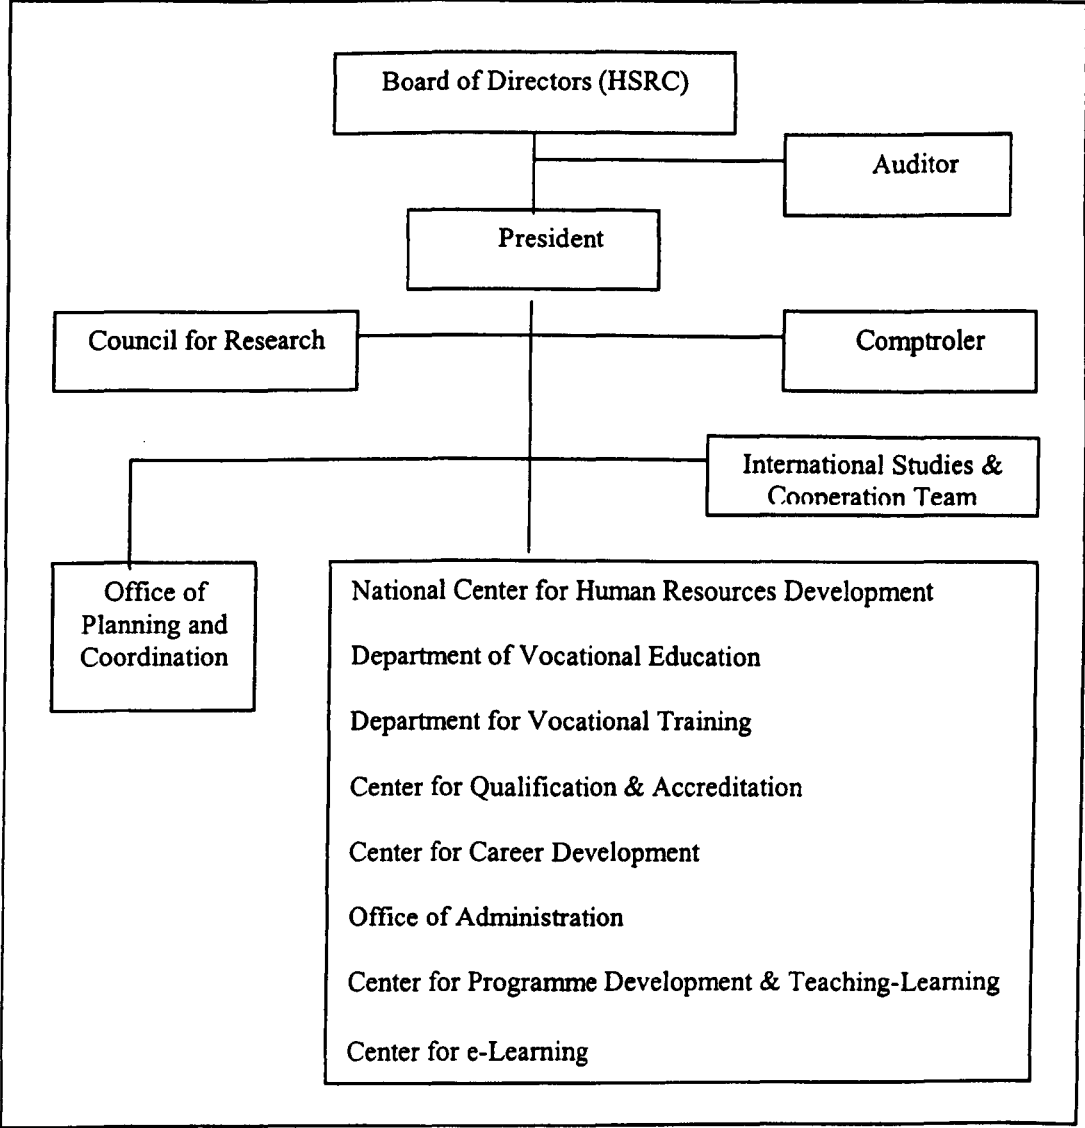 Board of Directors (HSRC)
Auditor
President
Council for Research
Comptroler
International Studies &
Cooperation Team
Office of
Planning and
Coordination
National Center for Human Resources Development
Department of Vocational Education
Department for Vocational Training
Center for Qualification & Accreditation
Center for Career Development
Office of Administration
Center for Programme Development & Teaching-Learning
Center for e-Learning